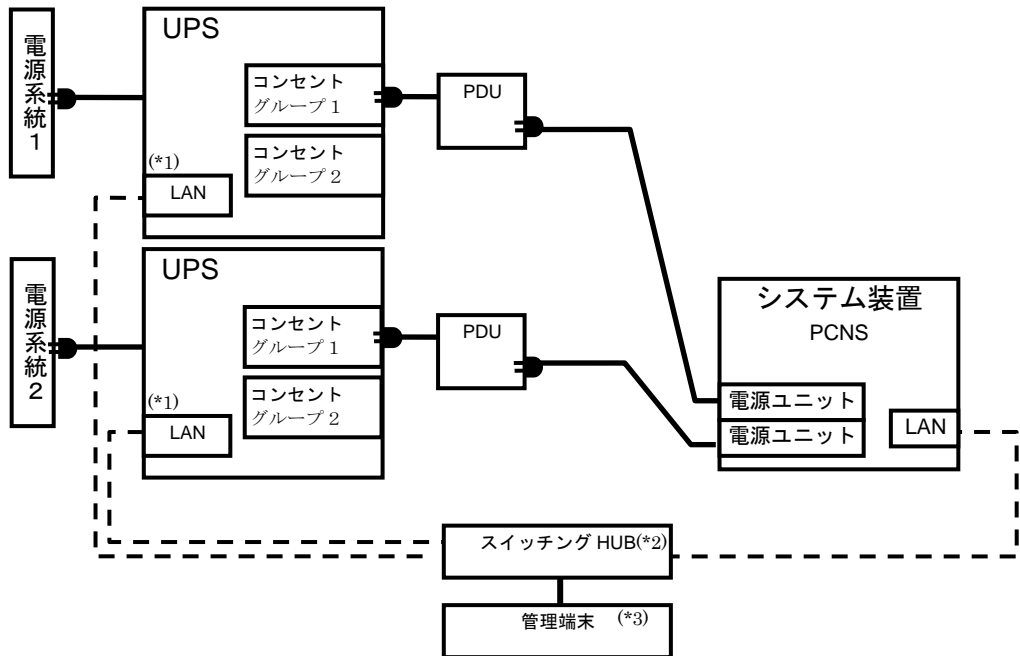 電源系統１
UPS
コンセント
グループ１
コンセント
グループ２
(*1)
LAN
PDU
電源系統２
UPS
コンセント
グループ１
コンセント
グループ２
(*1)
LAN
PDU
システム装置
PCNS
電源ユニット
電源ユニット
LAN
スイッチング HUB(*2)
管理端末 (*3)